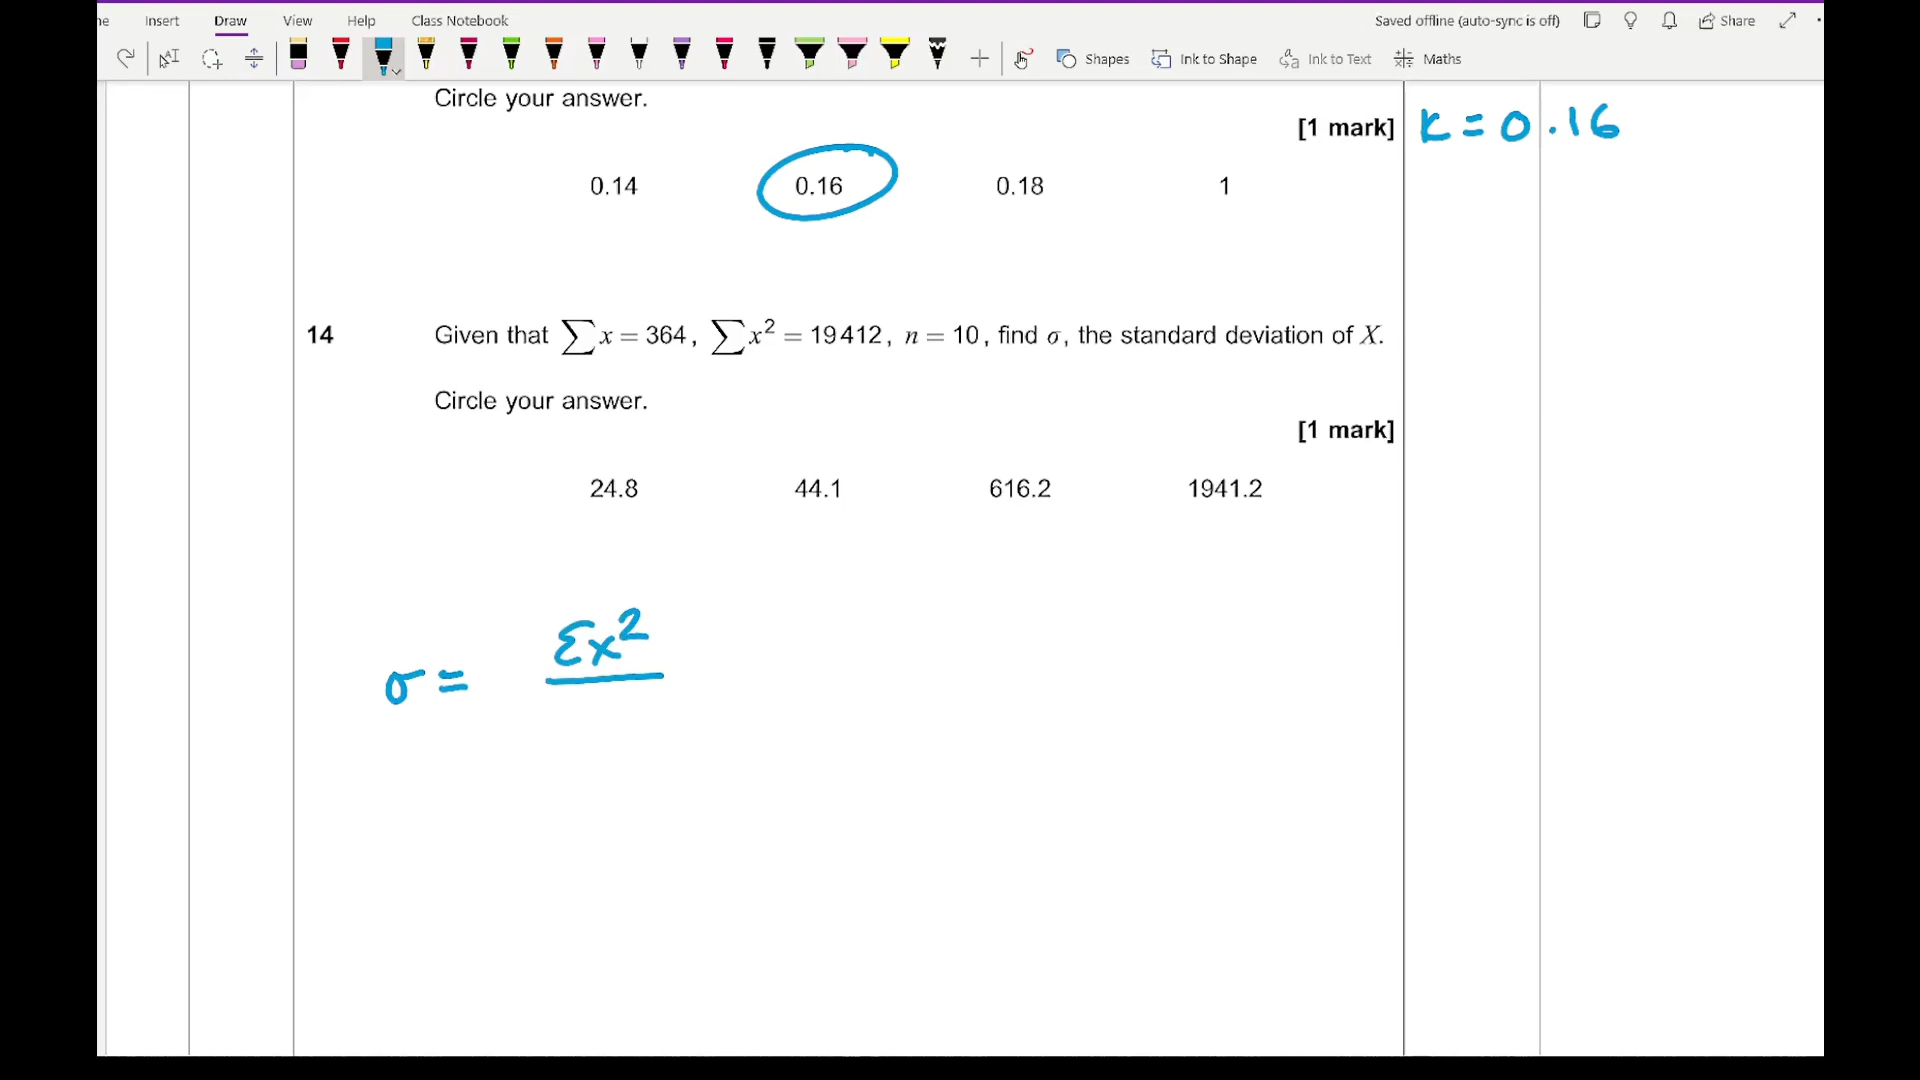 ne Insert Draw View Help Class Notebook Saved offline (auto-sync is off) Share
Shapes Ink to Shape Ink to Text Maths
Circle your answer.
[1 mark] K = 0.16
0.14 0.16 0.18 1
14 Given that ∑x = 364, ∑x² = 19 412, n = 10, find σ, the standard deviation of X.
Circle your answer.
[1 mark]
24.8 44.1 616.2 1941.2
Σx²
σ =